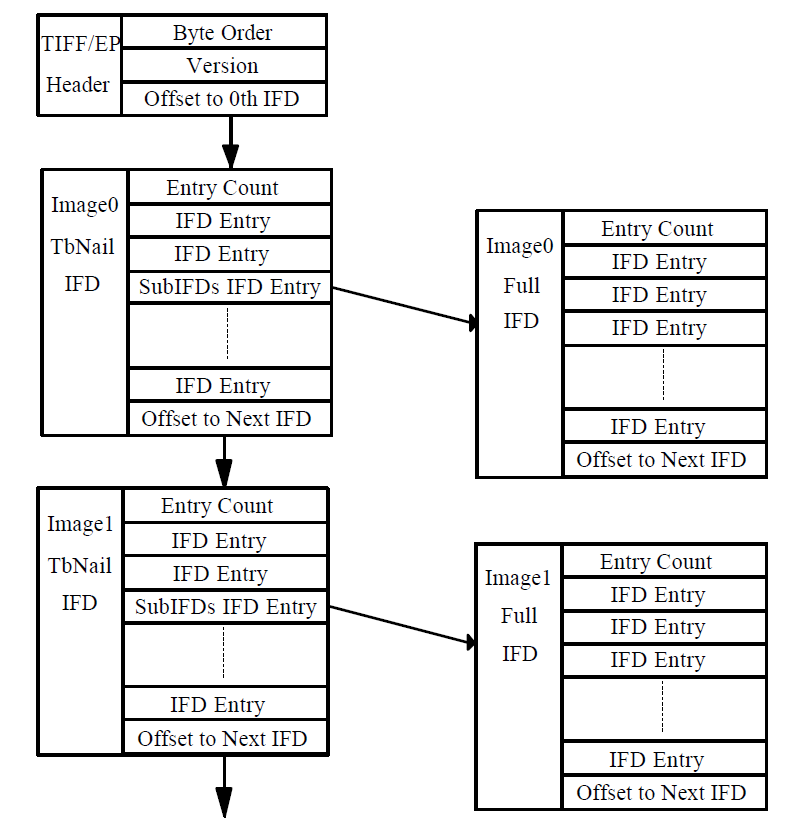 TIFF/EP
Header
Byte Order
Version
Offset to 0th IFD
Image0
TbNail
IFD
Entry Count
IFD Entry
IFD Entry
SubIFDs IFD Entry
IFD Entry
Offset to Next IFD
Image0
Full
IFD
Entry Count
IFD Entry
IFD Entry
IFD Entry
IFD Entry
Offset to Next IFD
Image1
TbNail
IFD
Entry Count
IFD Entry
IFD Entry
SubIFDs IFD Entry
IFD Entry
Offset to Next IFD
Image1
Full
IFD
Entry Count
IFD Entry
IFD Entry
IFD Entry
IFD Entry
Offset to Next IFD